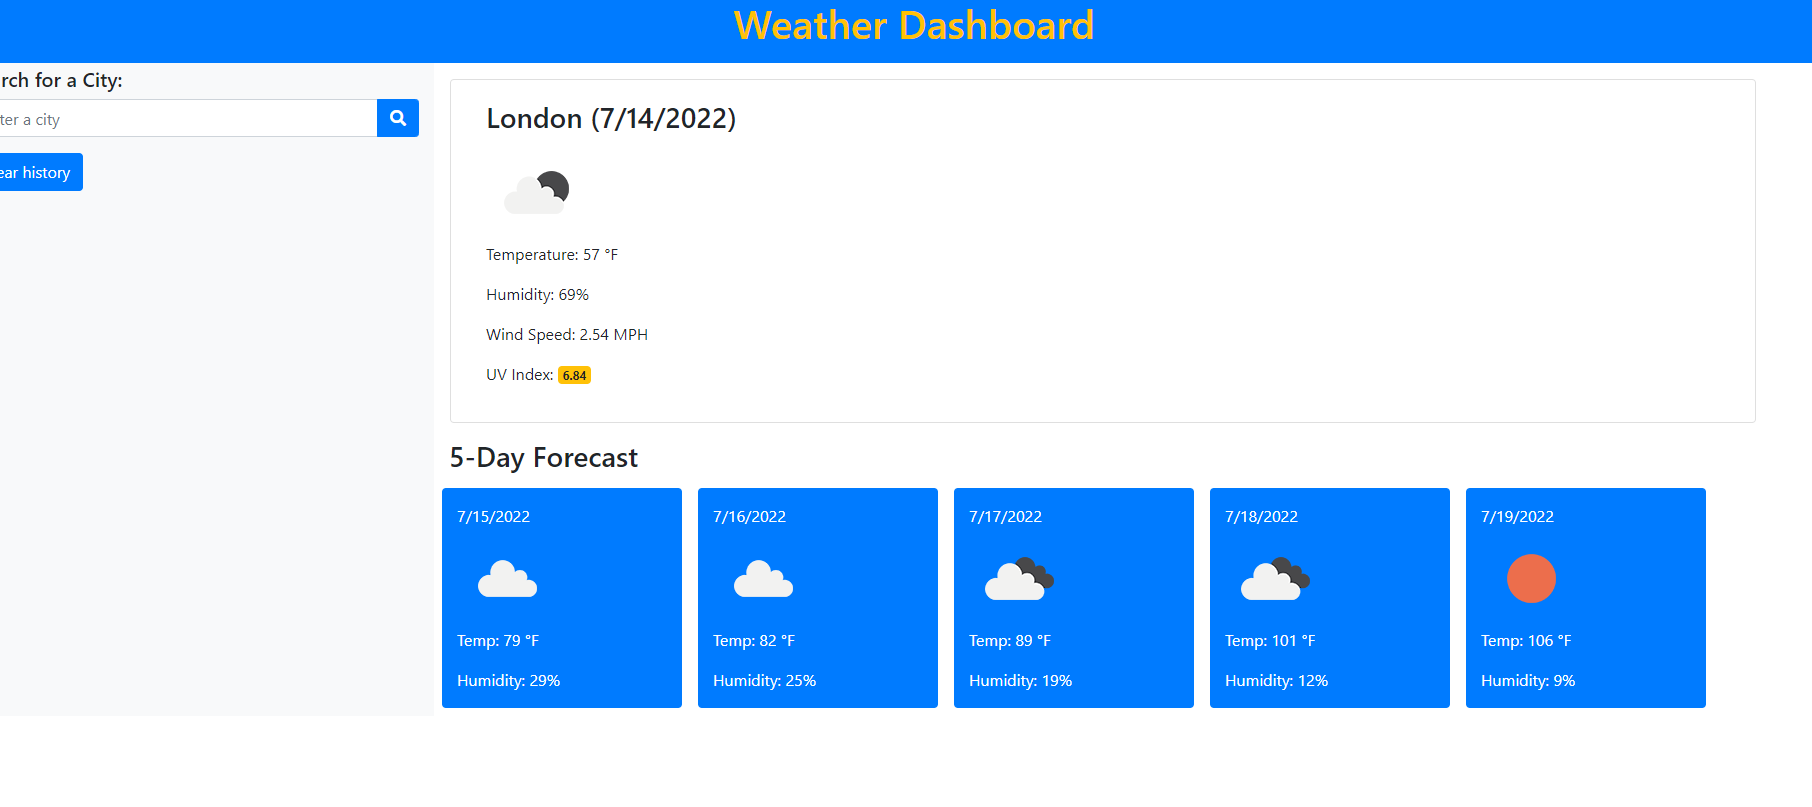 Weather Dashboard
rch for a City:
ter a city
ear history
London (7/14/2022)
Temperature: 57 °F
Humidity: 69%
Wind Speed: 2.54 MPH
UV Index: 6.84
5-Day Forecast
7/15/2022
Temp: 79 °F
Humidity: 29%
7/16/2022
Temp: 82 °F
Humidity: 25%
7/17/2022
Temp: 89 °F
Humidity: 19%
7/18/2022
Temp: 101 °F
Humidity: 12%
7/19/2022
Temp: 106 °F
Humidity: 9%